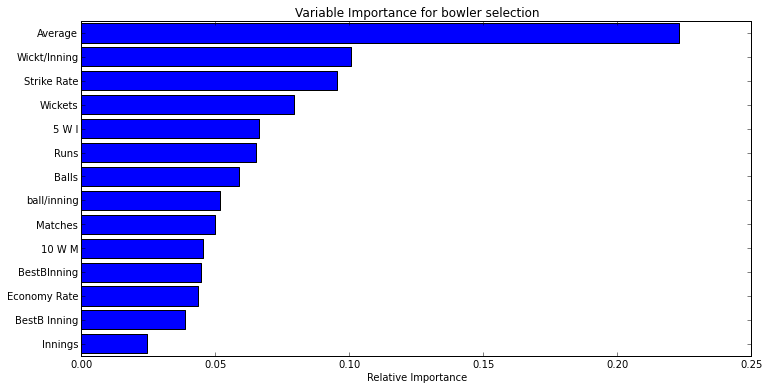 Variable Importance for bowler selection
Average
Wickt/Inning
Strike Rate
Wickets
5 W I
Runs
Balls
ball/inning
Matches
10 W M
BestBInning
Economy Rate
BestB Inning
Innings
0.00 0.05 0.10 0.15 0.20 0.25
Relative Importance